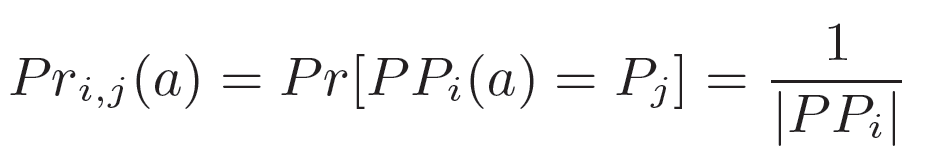 $Pr_{i,j}(a) = Pr[PP_i(a) = P_j] = \frac{1}{|PP_i|}$